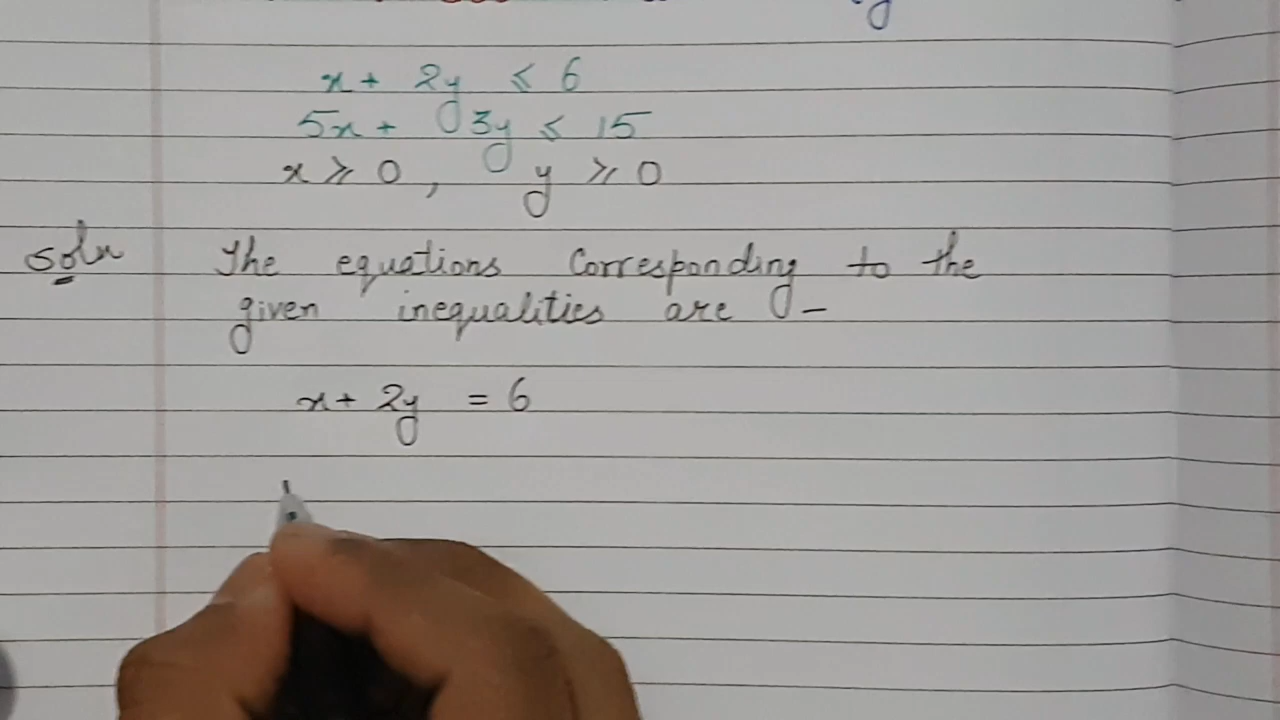 x + 2y ⩽ 6
5x + 3y ⩽ 15
x ⩾ 0, y ⩾ 0
Soln The equations Corresponding to the
given inequalities are –
x + 2y = 6